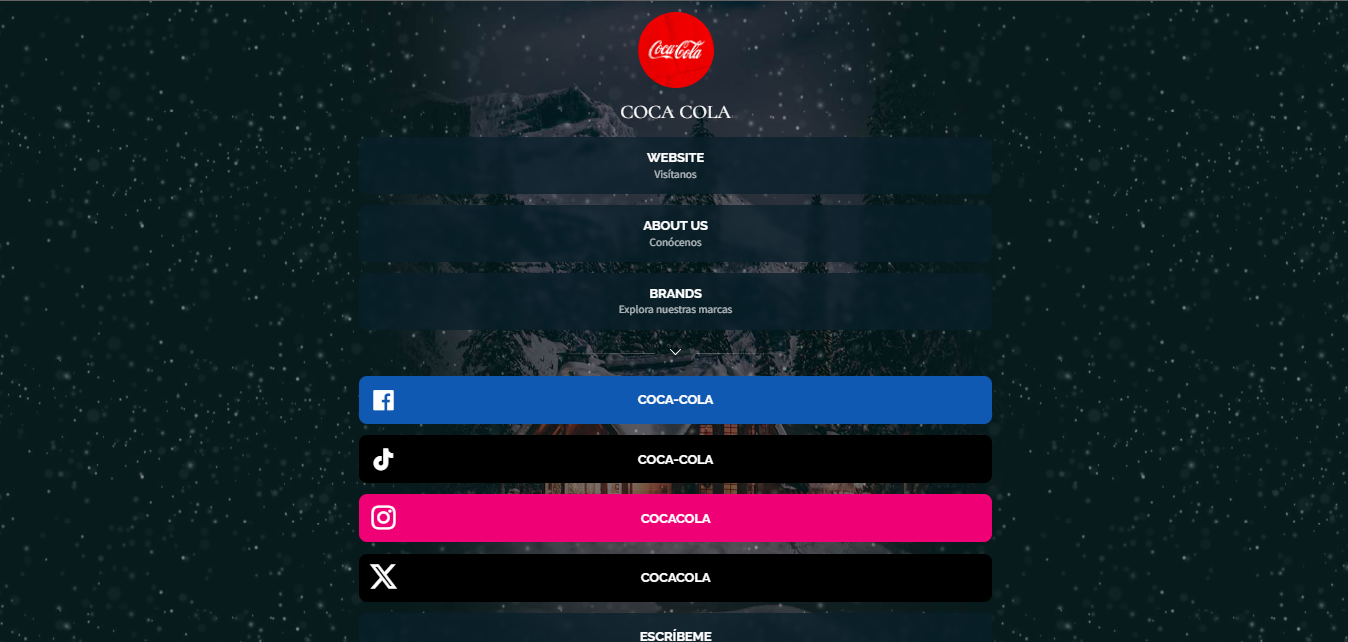 Coca-Cola
COCA COLA
WEBSITE
Visítanos
ABOUT US
Conócenos
BRANDS
Explora nuestras marcas
COCA-COLA
COCA-COLA
COCACOLA
COCACOLA
ESCRÍBEME